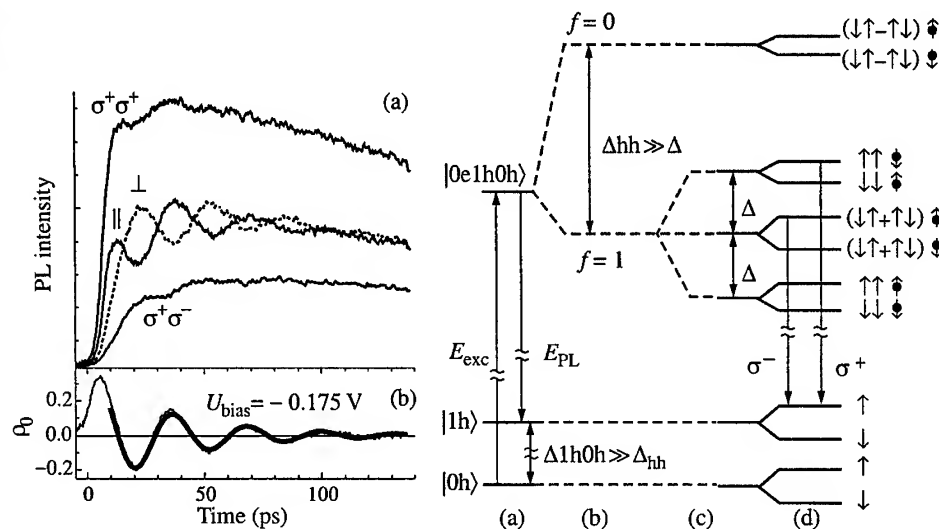 (a)
σ⁺σ⁺
⊥
||
σ⁺σ⁻
PL intensity
(b)
U_bias = – 0.175 V
0.2
0.0
−0.2
ρ₀
0 50 100
Time (ps)
f = 0
(↓↑−↑↓)
(↓↑−↑↓)
Δhh ≫ Δ
|0e1h0h⟩
↑↑
↓↓
Δ
(↓↑+↑↓)
f = 1
(↓↑+↑↓)
Δ
↑↑
↓↓
E_exc
E_PL
σ⁻
σ⁺
|1h⟩
↑
↓
Δ1h0h ≫ Δ_hh
|0h⟩
↑
↓
(a) (b) (c) (d)